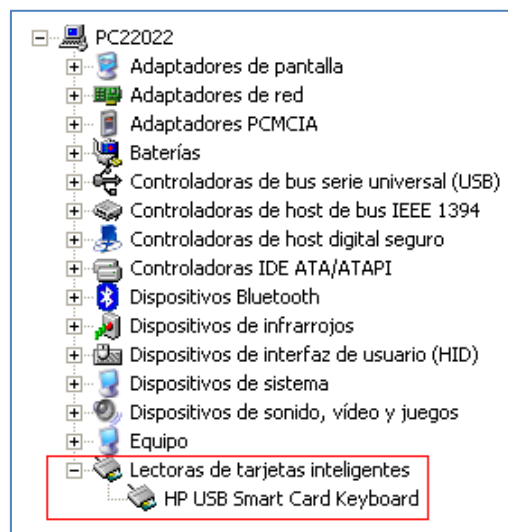 PC22022
Adaptadores de pantalla
Adaptadores de red
Adaptadores PCMCIA
Baterías
Controladoras de bus serie universal (USB)
Controladoras de host de bus IEEE 1394
Controladoras de host digital seguro
Controladoras IDE ATA/ATAPI
Dispositivos Bluetooth
Dispositivos de infrarrojos
Dispositivos de interfaz de usuario (HID)
Dispositivos de sistema
Dispositivos de sonido, vídeo y juegos
Equipo
Lectoras de tarjetas inteligentes
HP USB Smart Card Keyboard